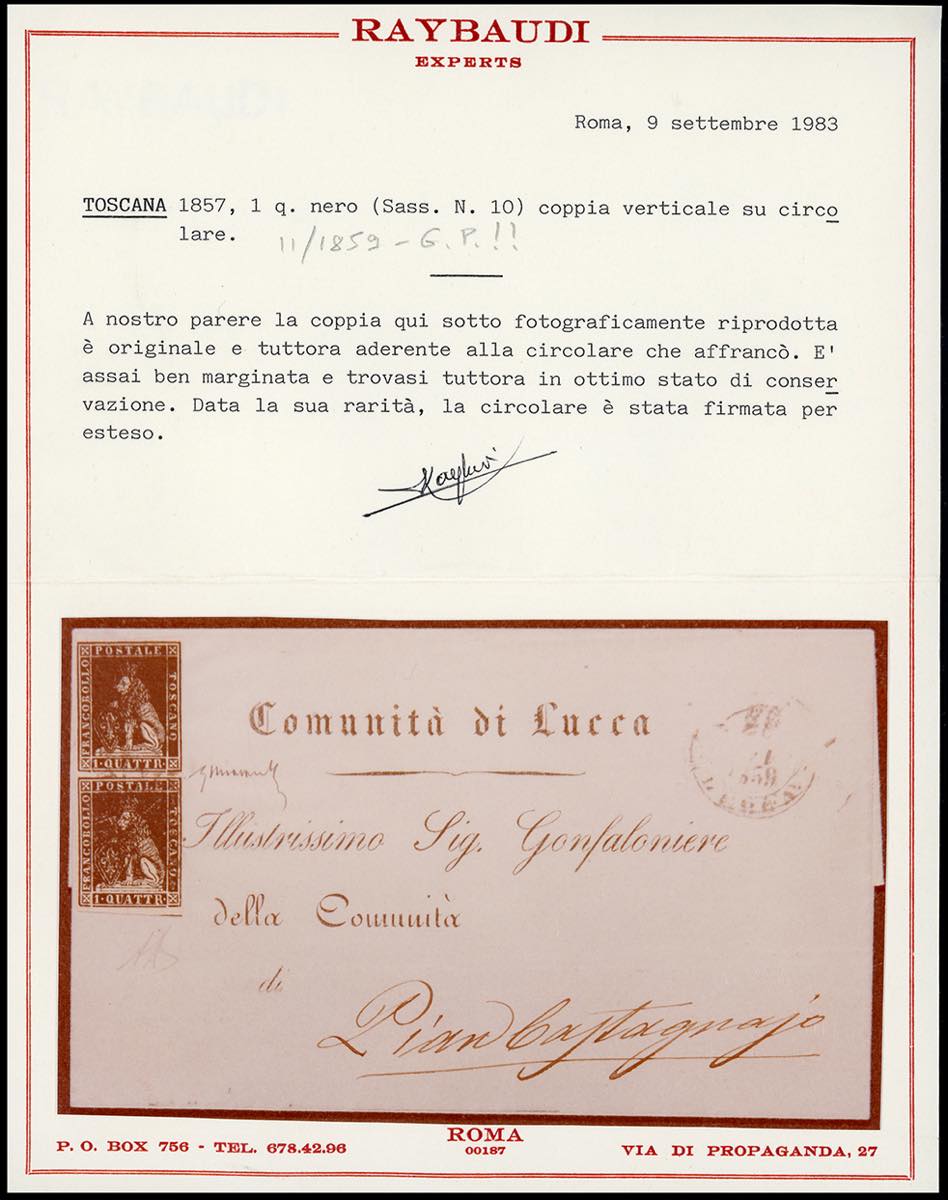 RAYBAUDI
EXPERTS
Roma, 9 settembre 1983
TOSCANA 1857, 1 q. nero (Sass. N. 10) coppia verticale su circo
lare. 11/1859 - G.P.!!
A nostro parere la coppia qui sotto fotograficamente riprodotta
è originale e tuttora aderente alla circolare che affrancò. E'
assai ben marginata e trovasi tuttora in ottimo stato di conser
vazione. Data la sua rarità, la circolare è stata firmata per
esteso.
FRANCOBOLLO POSTALE TOSCANO
1·QUATTR·
FRANCOBOLLO POSTALE TOSCANO
1·QUATTR·
Comunità di Lucca
Illustrissimo Sig. Gonfaloniere
della Comunità
di
Pian Castagnajo
P. O. BOX 756 - TEL. 678.42.96
ROMA
00187
VIA DI PROPAGANDA, 27